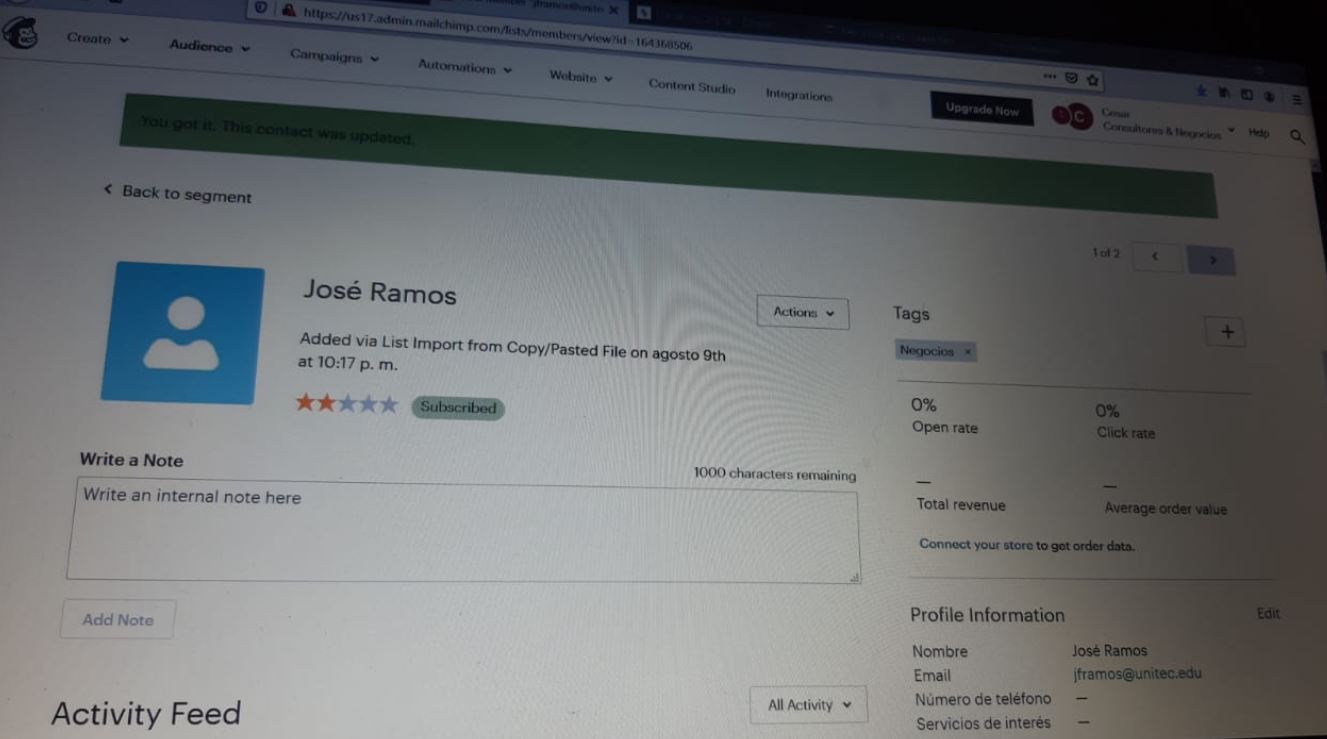 https://us17.admin.mailchimp.com/lists/members/view?id=164368506
Create
Audience
Campaigns
Automations
Website
Content Studio
Integrations
Upgrade Now
C
Cesar
Consultores & Negocios
Help
You got it. This contact was updated.
Back to segment
1 of 2
José Ramos
Actions
Added via List Import from Copy/Pasted File on agosto 9th
at 10:17 p. m.
Subscribed
Tags
Negocios ×
0%
Open rate
0%
Click rate
Write a Note
1000 characters remaining
Write an internal note here
—
Total revenue
—
Average order value
Connect your store to get order data.
Add Note
Profile Information
Edit
Nombre José Ramos
Email jframos@unitec.edu
Número de teléfono —
Servicios de interés —
Activity Feed
All Activity